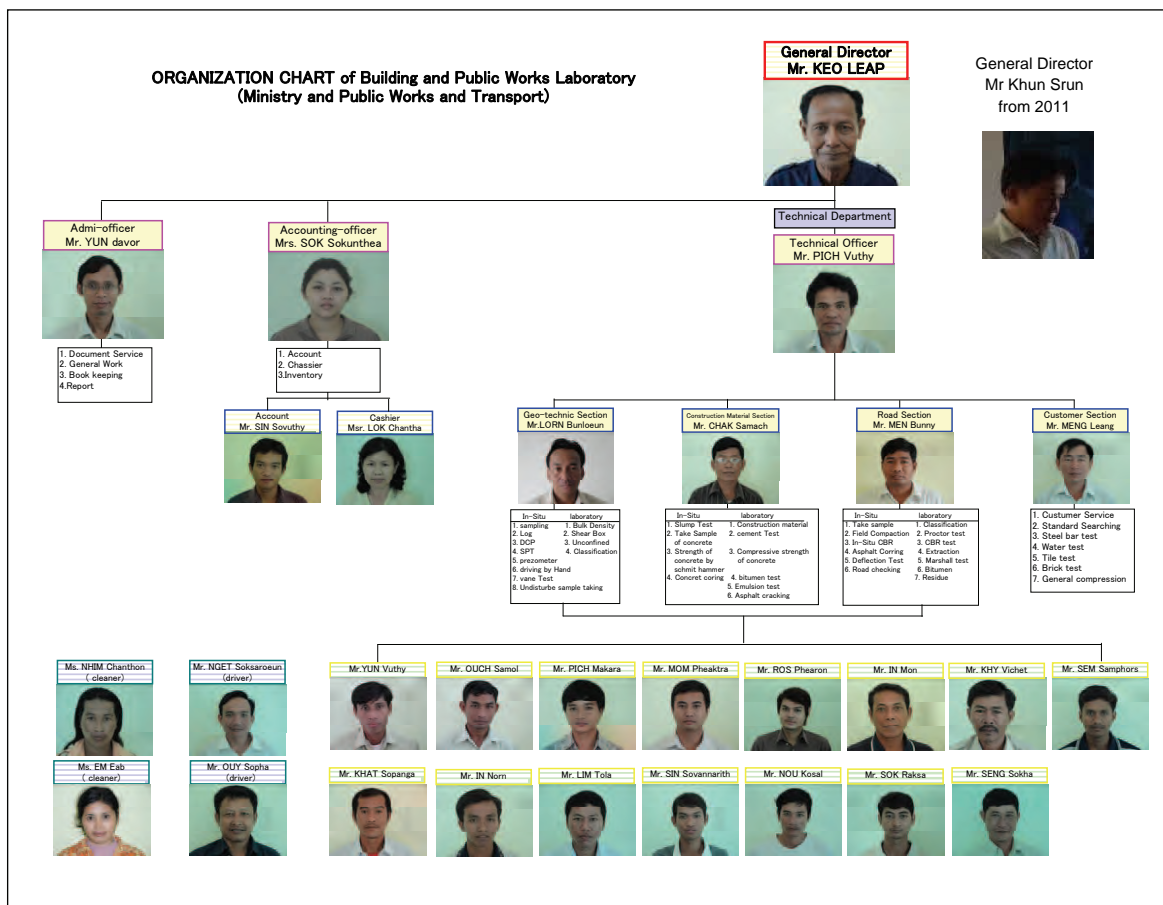 ORGANIZATION CHART of Building and Public Works Laboratory
(Ministry and Public Works and Transport)
General Director
Mr. KEO LEAP
General Director
Mr Khun Srun
from 2011
Admi-officer
Mr. YUN davor
Accounting-officer
Mrs. SOK Sokunthea
Technical Department
Technical Officer
Mr. PICH Vuthy
1. Document Service
2. General Work
3. Book keeping
4.Report
1. Account
2. Chassier
3.Inventory
Account
Mr. SIN Sovuthy
Cashier
Msr. LOK Chantha
Geo-technic Section
Mr.LORN Bunloeun
Construction Material Section
Mr. CHAK Samach
Road Section
Mr. MEN Bunny
Customer Section
Mr. MENG Leang
In-Situ
1. sampling
2. Log
3. DCP
4. SPT
5. prezometer
6. driving by Hand
7. vane Test
8. Undisturbe sample taking
laboratory
1. Bulk Density
2. Shear Box
3. Unconfined
4. Classification
In-Situ
1. Slump Test
2. Take Sample
of concrete
3. Strength of
concrete by
schmit hammer
4. Concret coring
laboratory
1. Construction material
2. cement Test
3. Compressive strength
of concrete
4. bitumen test
5. Emulsion test
6. Asphalt cracking
In-Situ
1. Take sample
2. Field Compaction
3. In-Situ CBR
4. Asphalt Corring
5. Deflection Test
6. Road checking
laboratory
1. Classification
2. Proctor test
3. CBR test
4. Extraction
5. Marshall test
6. Bitumen
7. Residue
1. Custumer Service
2. Standard Searching
3. Steel bar test
4. Water test
5. Tile test
6. Brick test
7. General compression
Ms. NHIM Chanthon
( cleaner)
Mr. NGET Soksaroeun
(driver)
Mr.YUN Vuthy
Mr. OUCH Samol
Mr. PICH Makara
Mr. MOM Pheaktra
Mr. ROS Phearon
Mr. IN Mon
Mr. KHY Vichet
Mr. SEM Samphors
Ms. EM Eab
( cleaner)
Mr. OUY Sopha
(driver)
Mr. KHAT Sopanga
Mr. IN Norn
Mr. LIM Tola
Mr. SIN Sovannarith
Mr. NOU Kosal
Mr. SOK Raksa
Mr. SENG Sokha